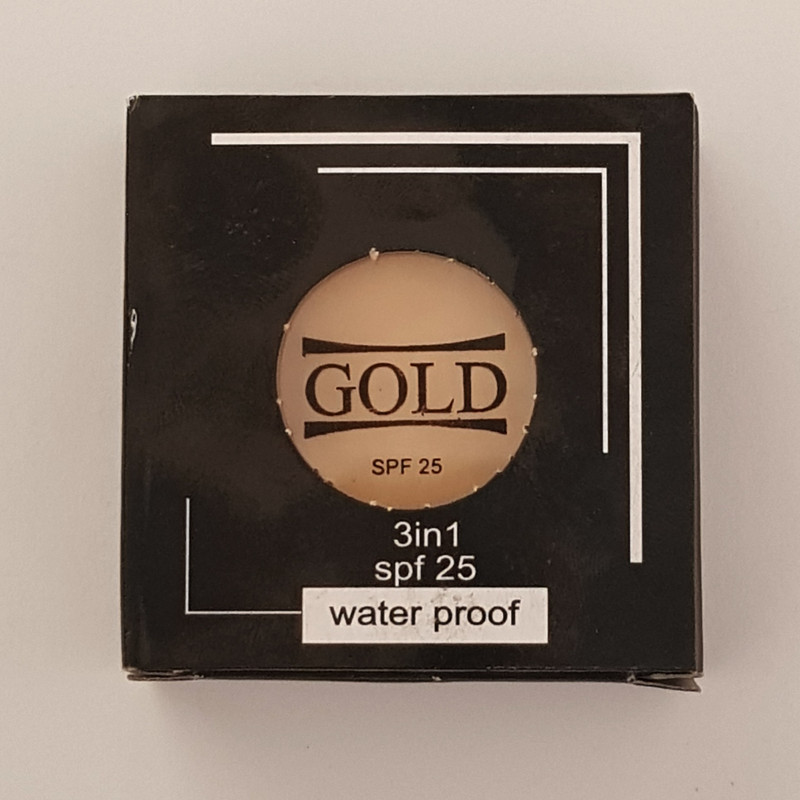 GOLD
SPF 25
3in1
spf 25
water proof